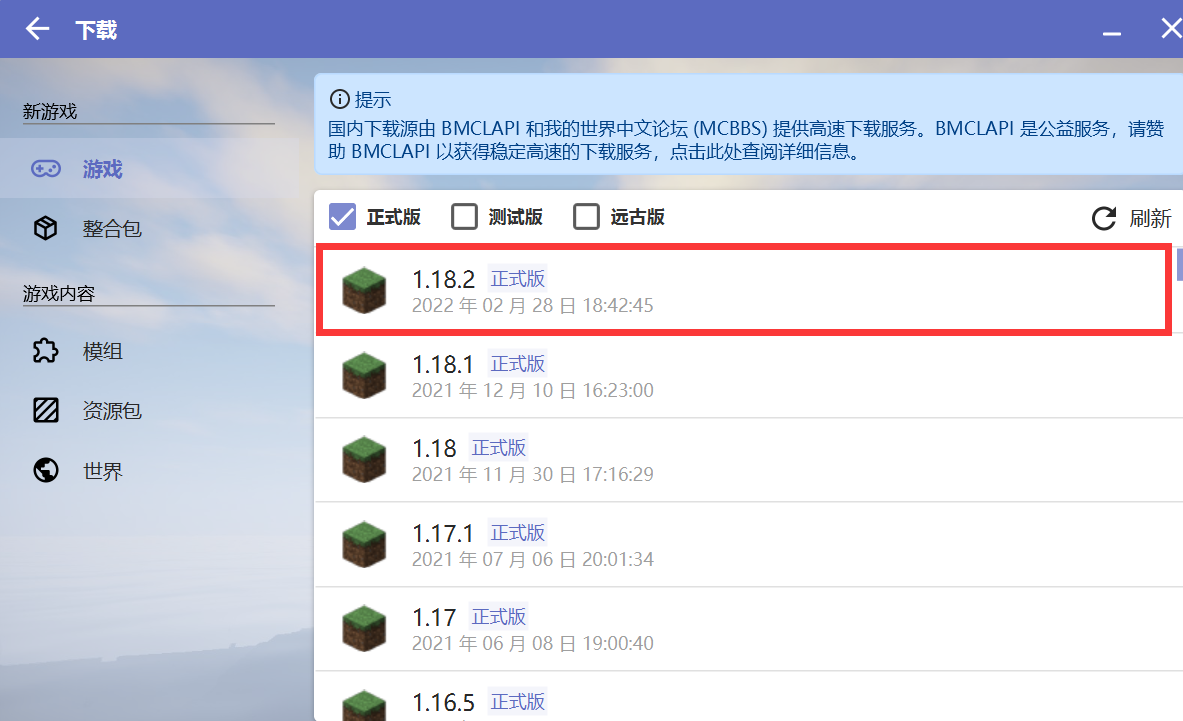 下载
新游戏
游戏
整合包
游戏内容
模组
资源包
世界
提示
国内下载源由 BMCLAPI 和我的世界中文论坛 (MCBBS) 提供高速下载服务。BMCLAPI 是公益服务，请赞
助 BMCLAPI 以获得稳定高速的下载服务，点击此处查阅详细信息。
正式版 测试版 远古版 刷新
1.18.2 正式版
2022 年 02 月 28 日 18:42:45
1.18.1 正式版
2021 年 12 月 10 日 16:23:00
1.18 正式版
2021 年 11 月 30 日 17:16:29
1.17.1 正式版
2021 年 07 月 06 日 20:01:34
1.17 正式版
2021 年 06 月 08 日 19:00:40
1.16.5 正式版